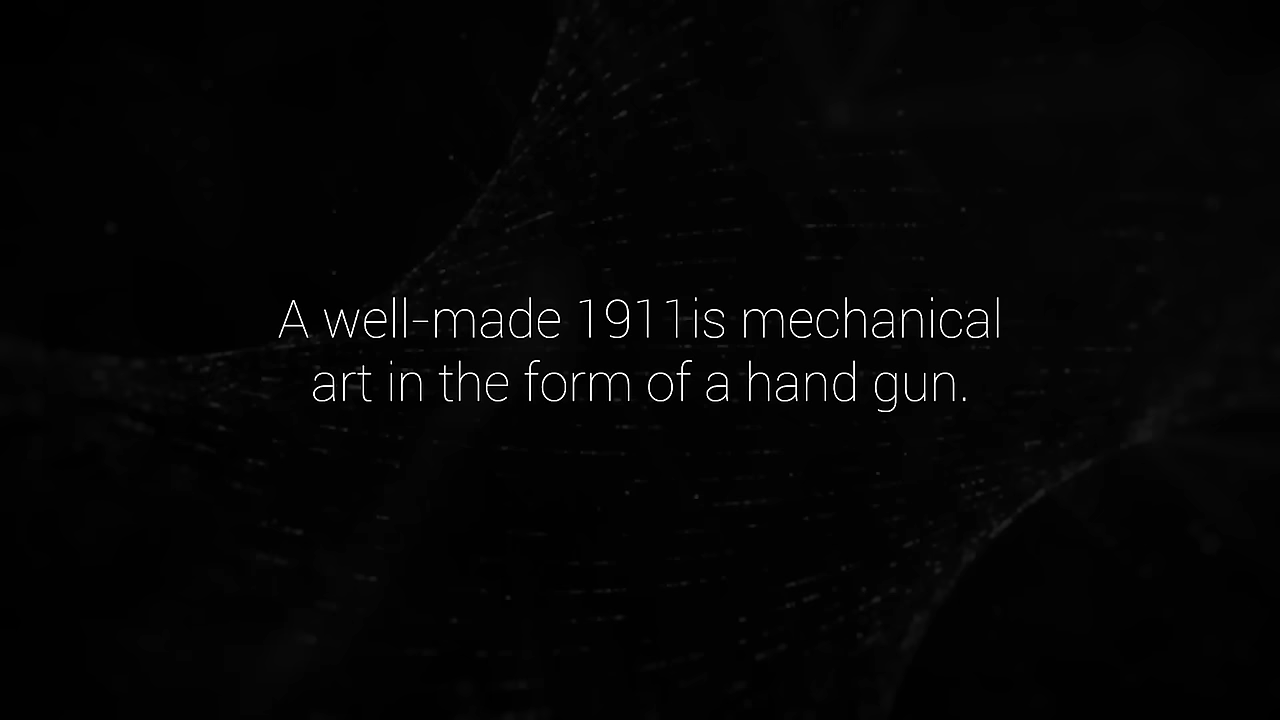 A well-made 1911is mechanical
art in the form of a hand gun.